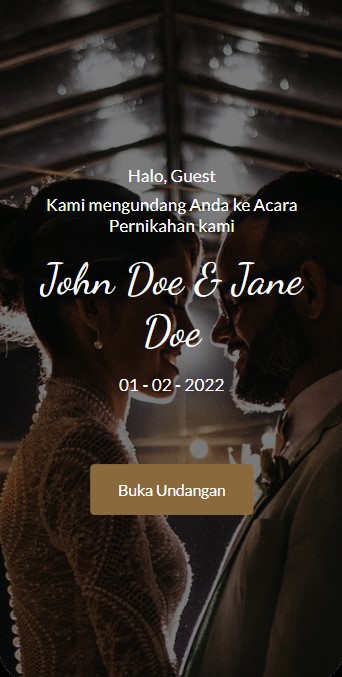 Halo, Guest
Kami mengundang Anda ke Acara
Pernikahan kami
John Doe & Jane
Doe
01 - 02 - 2022
Buka Undangan